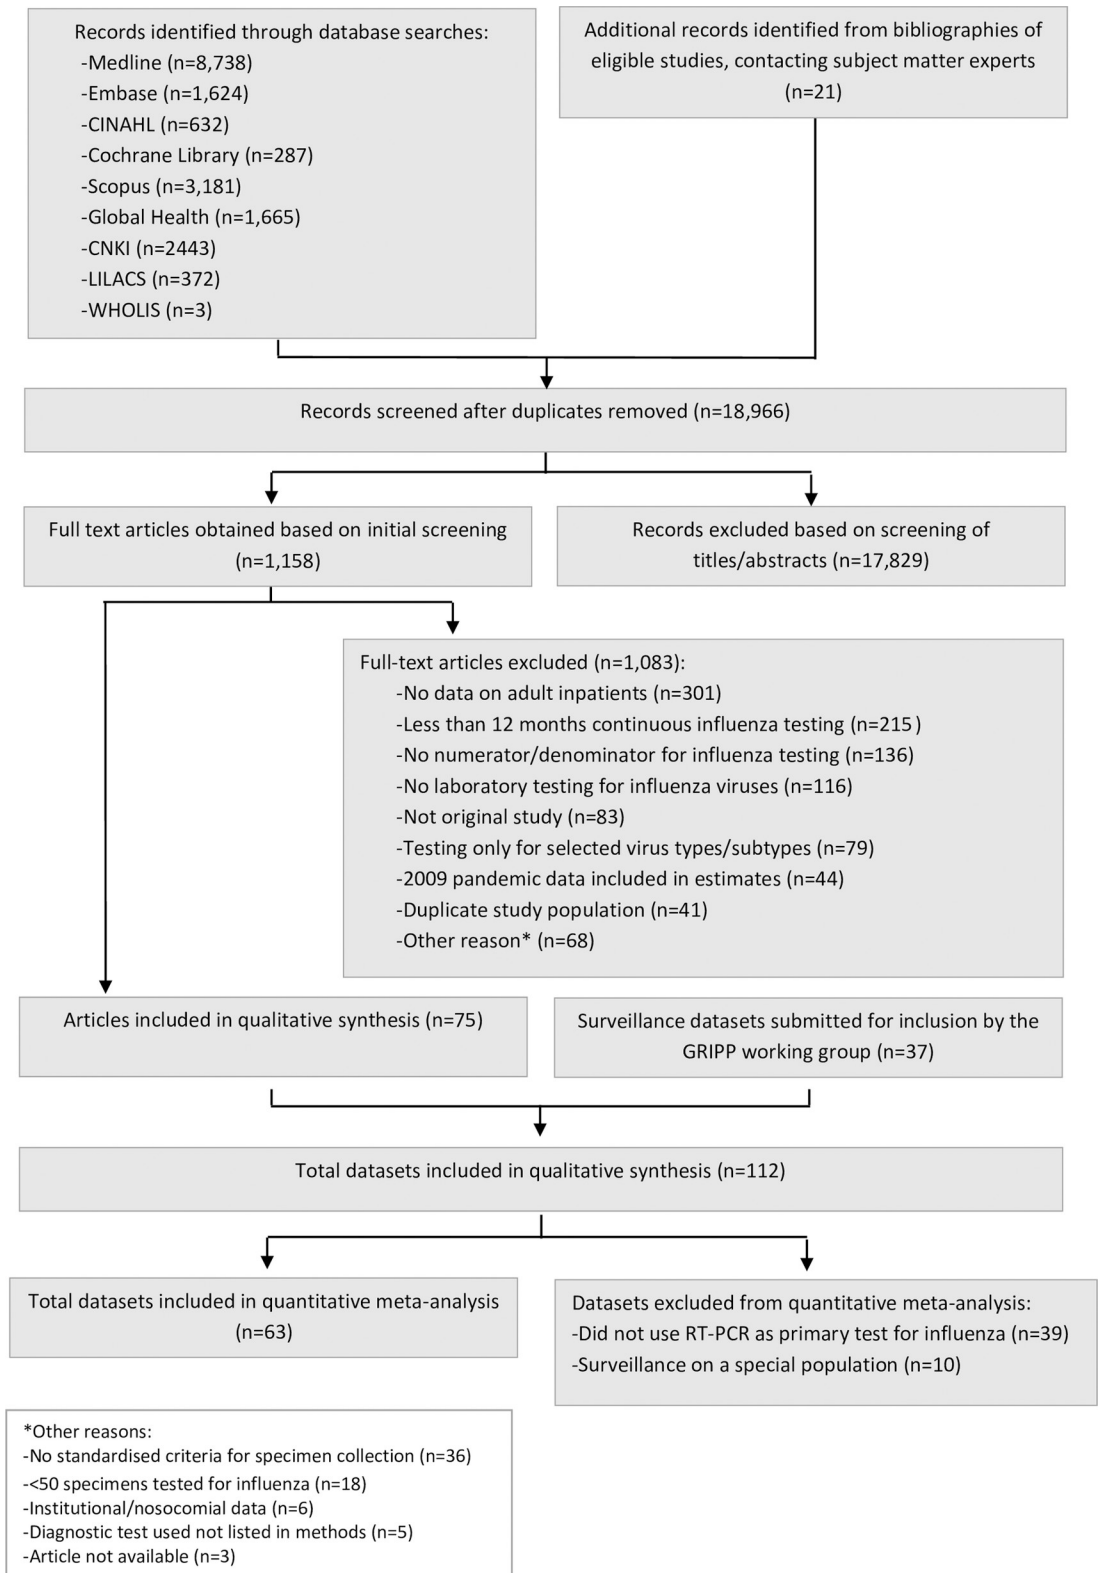 Records identified through database searches:
-Medline (n=8,738)
-Embase (n=1,624)
-CINAHL (n=632)
-Cochrane Library (n=287)
-Scopus (n=3,181)
-Global Health (n=1,665)
-CNKI (n=2443)
-LILACS (n=372)
-WHOLIS (n=3)
Additional records identified from bibliographies of
eligible studies, contacting subject matter experts
(n=21)
Records screened after duplicates removed (n=18,966)
Full text articles obtained based on initial screening
(n=1,158)
Records excluded based on screening of
titles/abstracts (n=17,829)
Full-text articles excluded (n=1,083):
-No data on adult inpatients (n=301)
-Less than 12 months continuous influenza testing (n=215)
-No numerator/denominator for influenza testing (n=136)
-No laboratory testing for influenza viruses (n=116)
-Not original study (n=83)
-Testing only for selected virus types/subtypes (n=79)
-2009 pandemic data included in estimates (n=44)
-Duplicate study population (n=41)
-Other reason* (n=68)
Articles included in qualitative synthesis (n=75)
Surveillance datasets submitted for inclusion by the
GRIPP working group (n=37)
Total datasets included in qualitative synthesis (n=112)
Total datasets included in quantitative meta-analysis
(n=63)
Datasets excluded from quantitative meta-analysis:
-Did not use RT-PCR as primary test for influenza (n=39)
-Surveillance on a special population (n=10)
*Other reasons:
-No standardised criteria for specimen collection (n=36)
-<50 specimens tested for influenza (n=18)
-Institutional/nosocomial data (n=6)
-Diagnostic test used not listed in methods (n=5)
-Article not available (n=3)